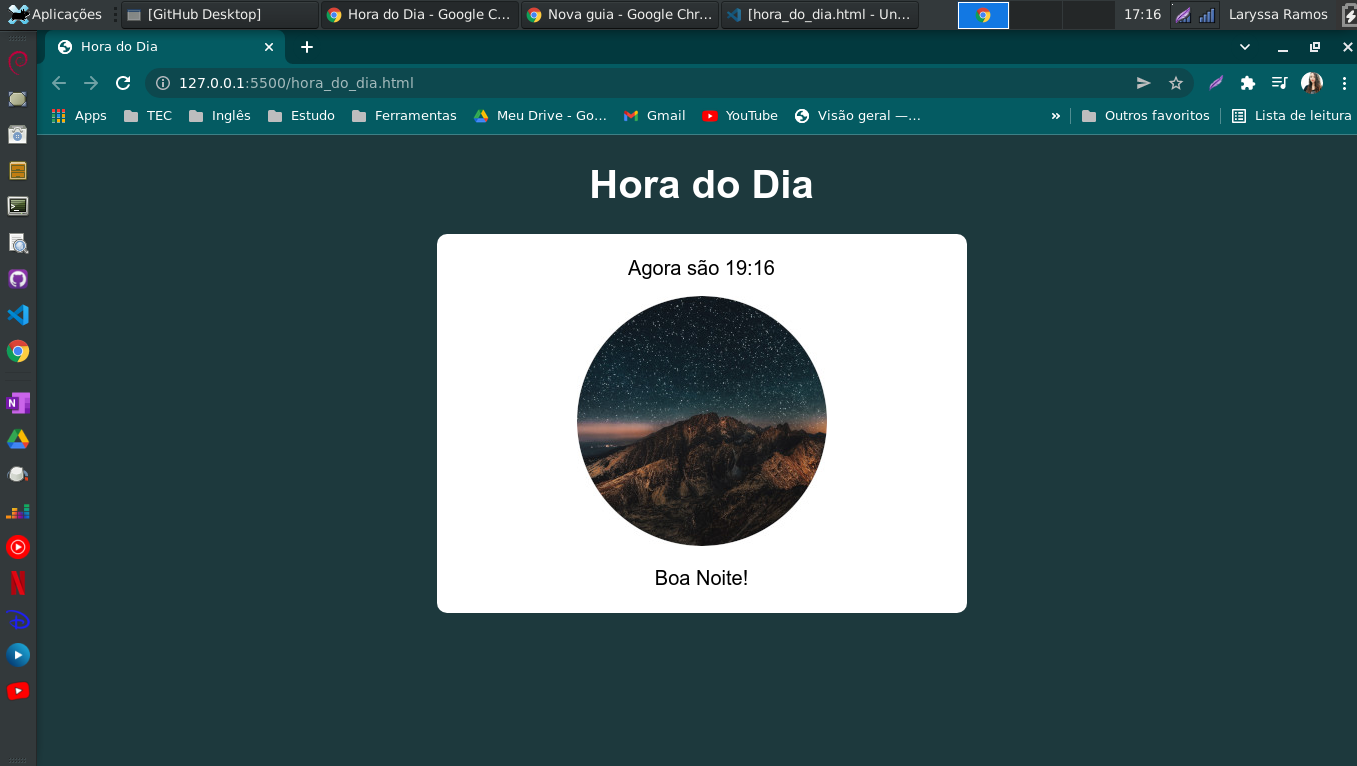 Aplicações [GitHub Desktop] Hora do Dia - Google C... Nova guia - Google Chr... [hora_do_dia.html - Un... 17:16 Laryssa Ramos
Hora do Dia
127.0.0.1:5500/hora_do_dia.html
Apps TEC Inglês Estudo Ferramentas Meu Drive - Go... Gmail YouTube Visão geral —... » Outros favoritos Lista de leitura
Hora do Dia
Agora são 19:16
Boa Noite!